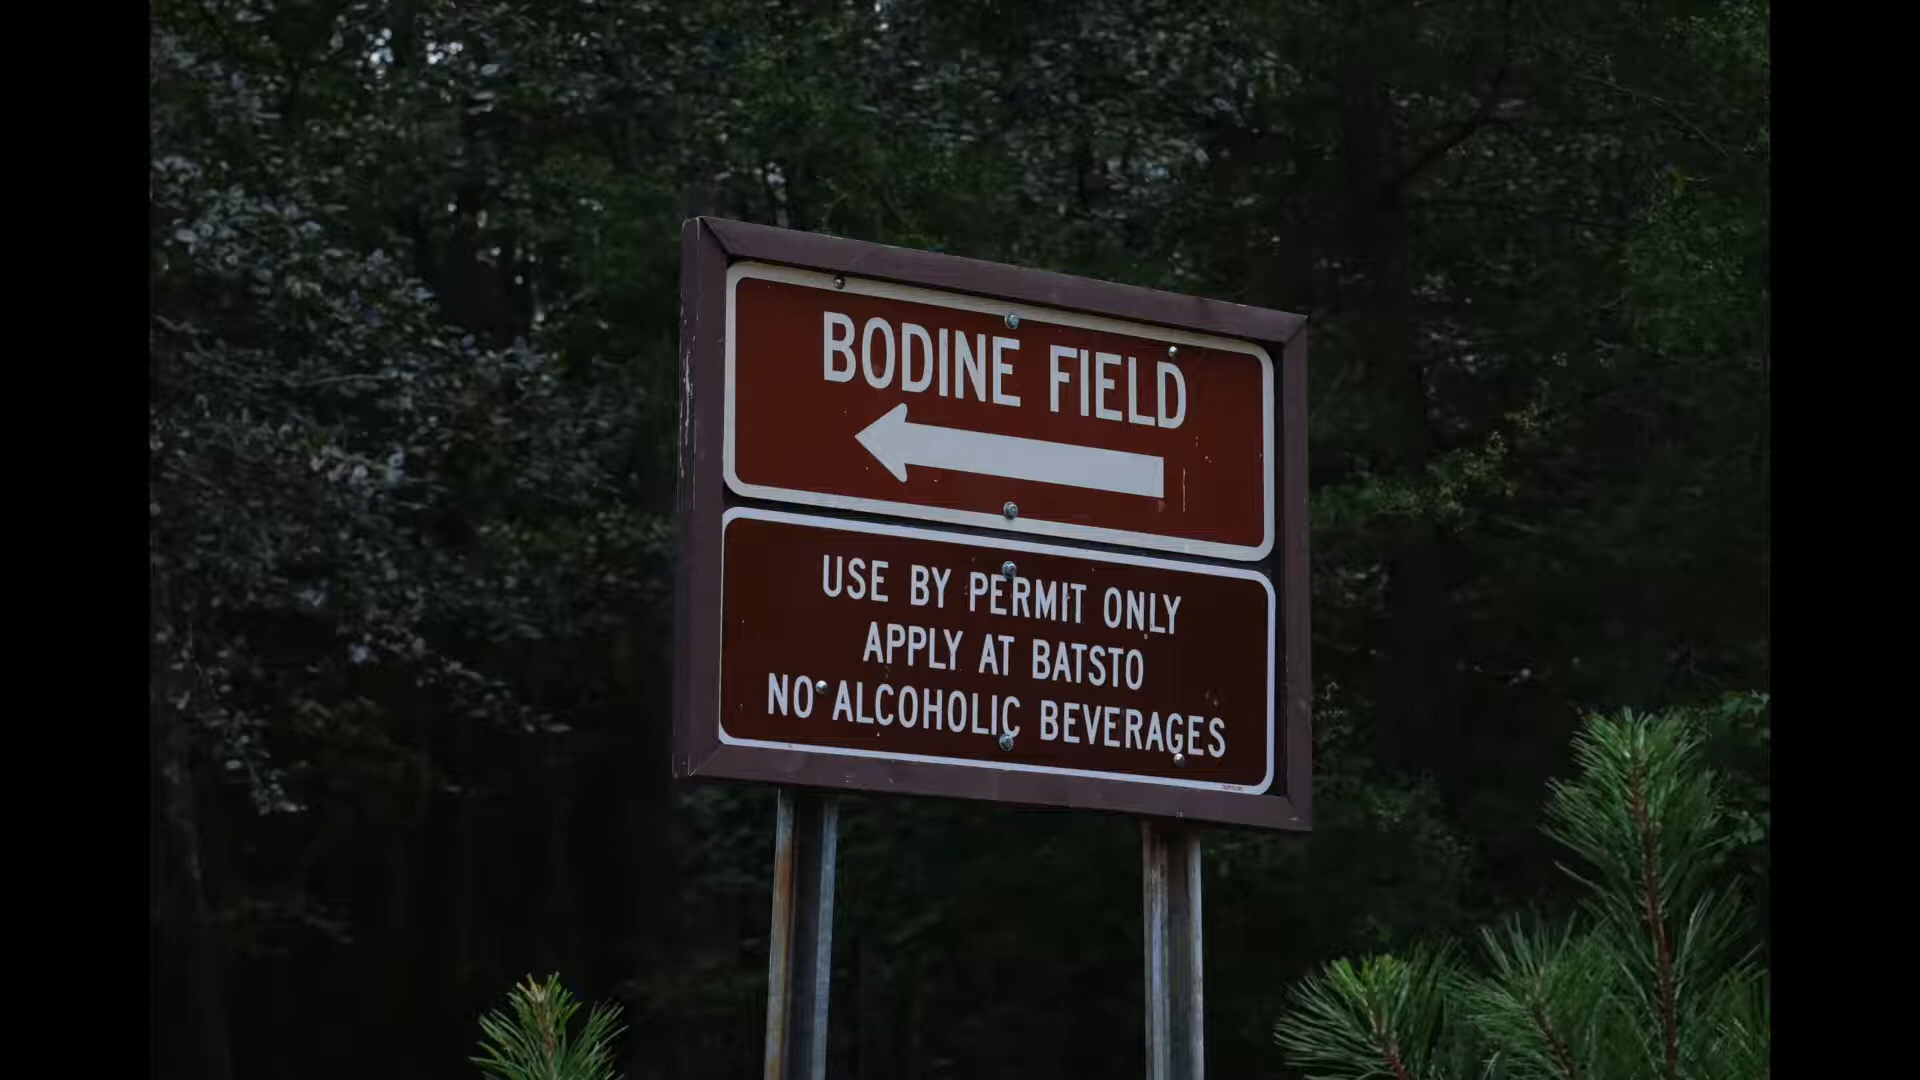 BODINE FIELD
USE BY PERMIT ONLY
APPLY AT BATSTO
NO ALCOHOLIC BEVERAGES